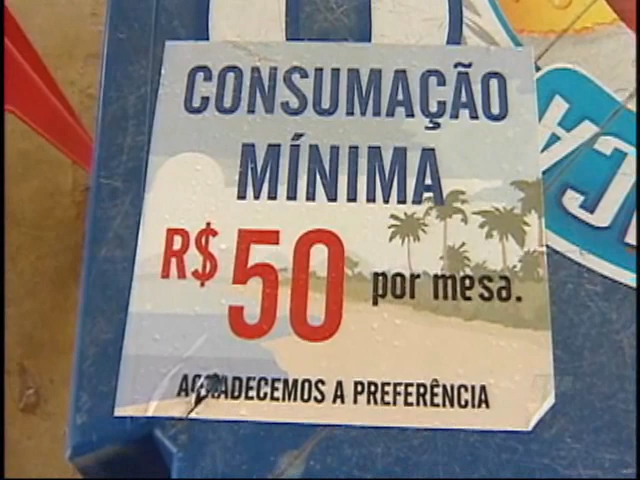 CONSUMAÇÃO
MÍNIMA
R$ 50 por mesa.
AGRADECEMOS A PREFERÊNCIA